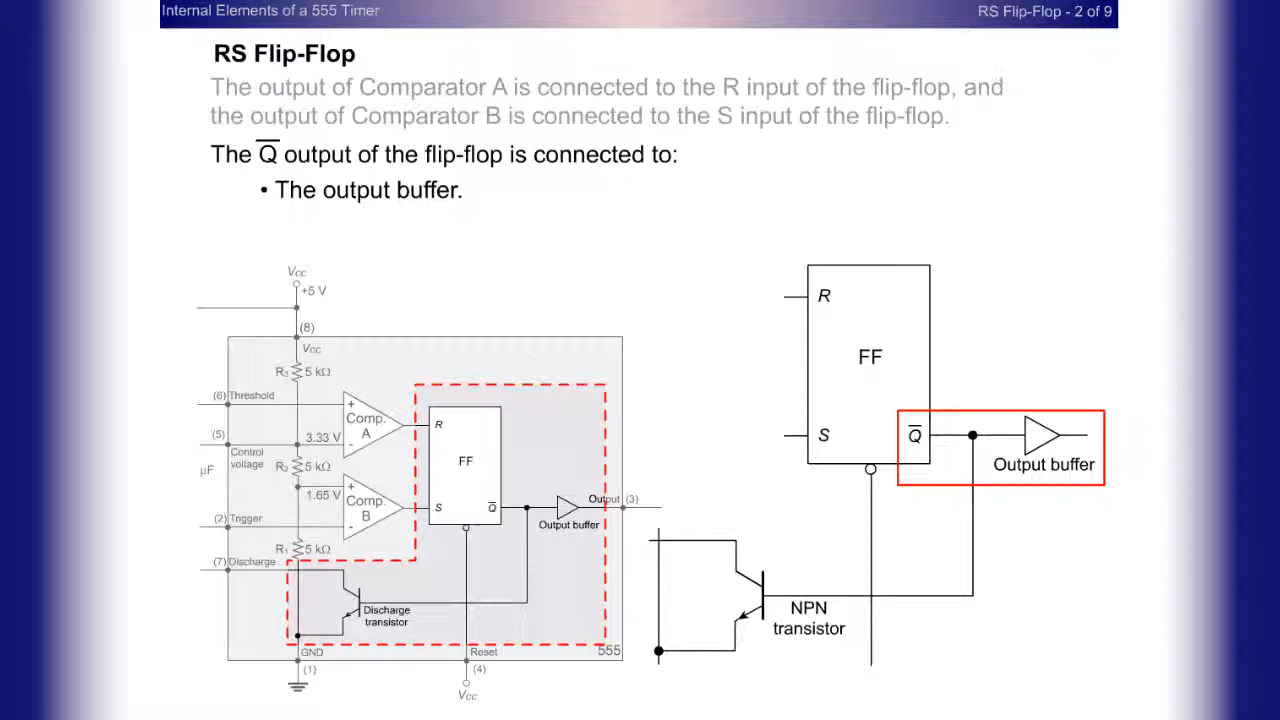 Internal Elements of a 555 Timer
RS Flip-Flop - 2 of 9
RS Flip-Flop
The output of Comparator A is connected to the R input of the flip-flop, and
the output of Comparator B is connected to the S input of the flip-flop.
The Q̅ output of the flip-flop is connected to:
• The output buffer.
VCC
+5 V
(8)
VCC
R3 5 kΩ
(6) Threshold
+
Comp.
A
-
R
(5)
3.33 V
Control
voltage
μF
R2 5 kΩ
FF
1.65 V
+
Comp.
B
-
S
Q̅
Output (3)
Output buffer
(2) Trigger
R1 5 kΩ
(7) Discharge
Discharge
transistor
GND
Reset
555
(1)
(4)
VCC
R
FF
S
Q̅
Output buffer
NPN
transistor